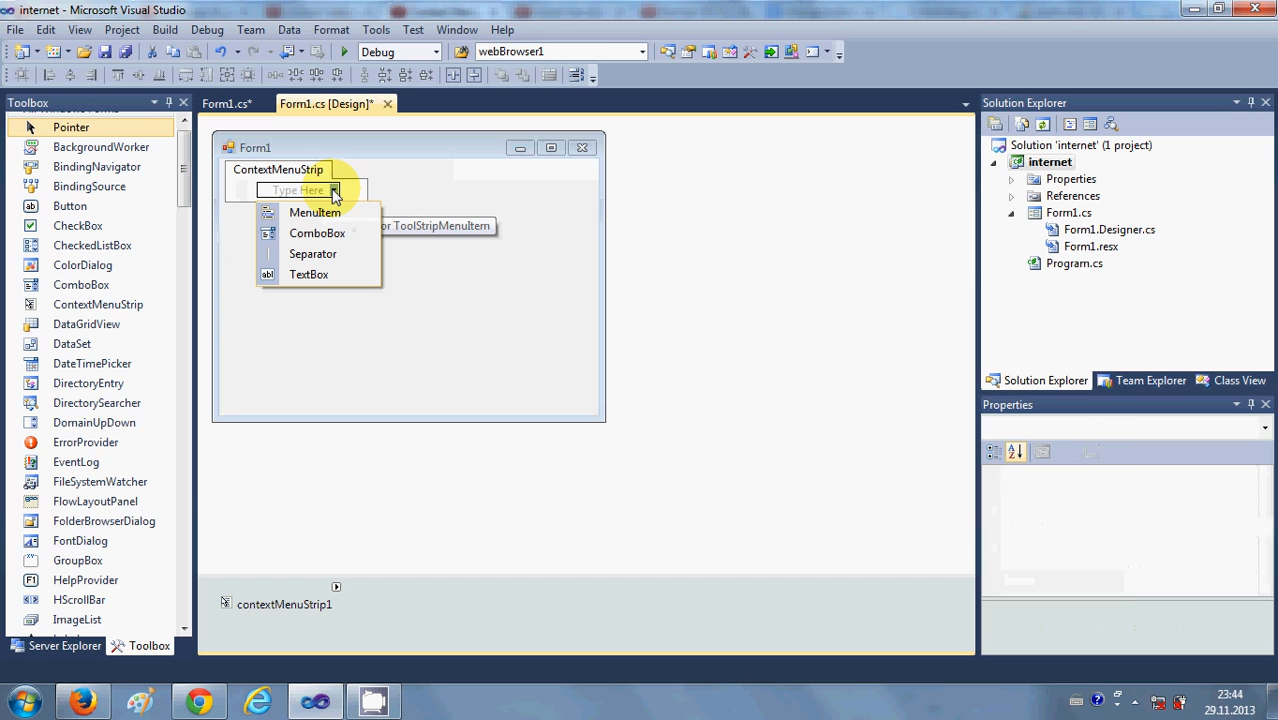 internet - Microsoft Visual Studio
File Edit View Project Build Debug Team Data Format Tools Test Window Help
Debug webBrowser1
Toolbox Form1.cs* Form1.cs [Design]* Solution Explorer
Pointer
BackgroundWorker
BindingNavigator
BindingSource
Button
CheckBox
CheckedListBox
ColorDialog
ComboBox
ContextMenuStrip
DataGridView
DataSet
DateTimePicker
DirectoryEntry
DirectorySearcher
DomainUpDown
ErrorProvider
EventLog
FileSystemWatcher
FlowLayoutPanel
FolderBrowserDialog
FontDialog
GroupBox
HelpProvider
HScrollBar
ImageList
Server Explorer Toolbox
Form1
ContextMenuStrip
Type Here
MenuItem
or ToolStripMenuItem
ComboBox
Separator
abl TextBox
contextMenuStrip1
Solution 'internet' (1 project)
internet
Properties
References
Form1.cs
Form1.Designer.cs
Form1.resx
Program.cs
Solution Explorer Team Explorer Class View
Properties
23:44
29.11.2013